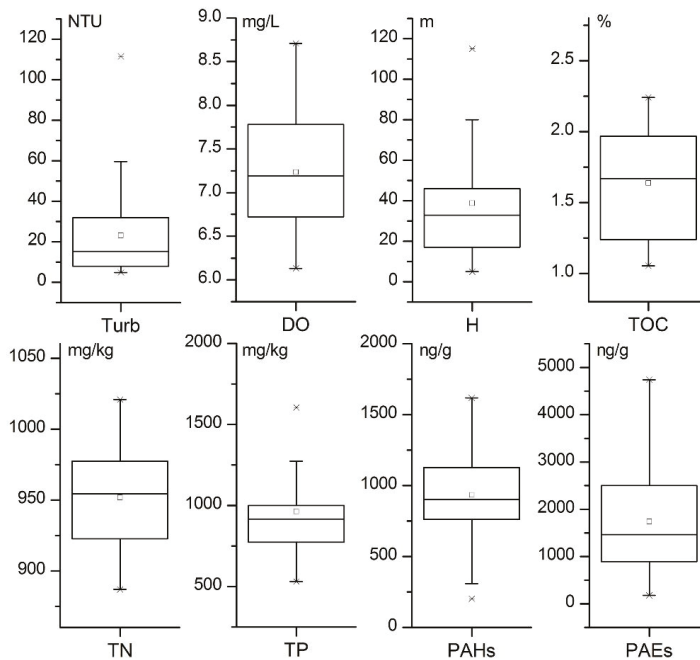 NTU mg/L m %
120 9.0 120 2.5
100 8.5 100
80 8.0 80 2.0
60 7.5 60
40 7.0 40 1.5
20 6.5 20
0 6.0 0 1.0
Turb DO H TOC
mg/kg mg/kg ng/g ng/g
1050 2000 2000 5000
1000 1500 1500 4000
950 1000 1000 3000
900 500 500 2000
0 1000
0
TN TP PAHs PAEs